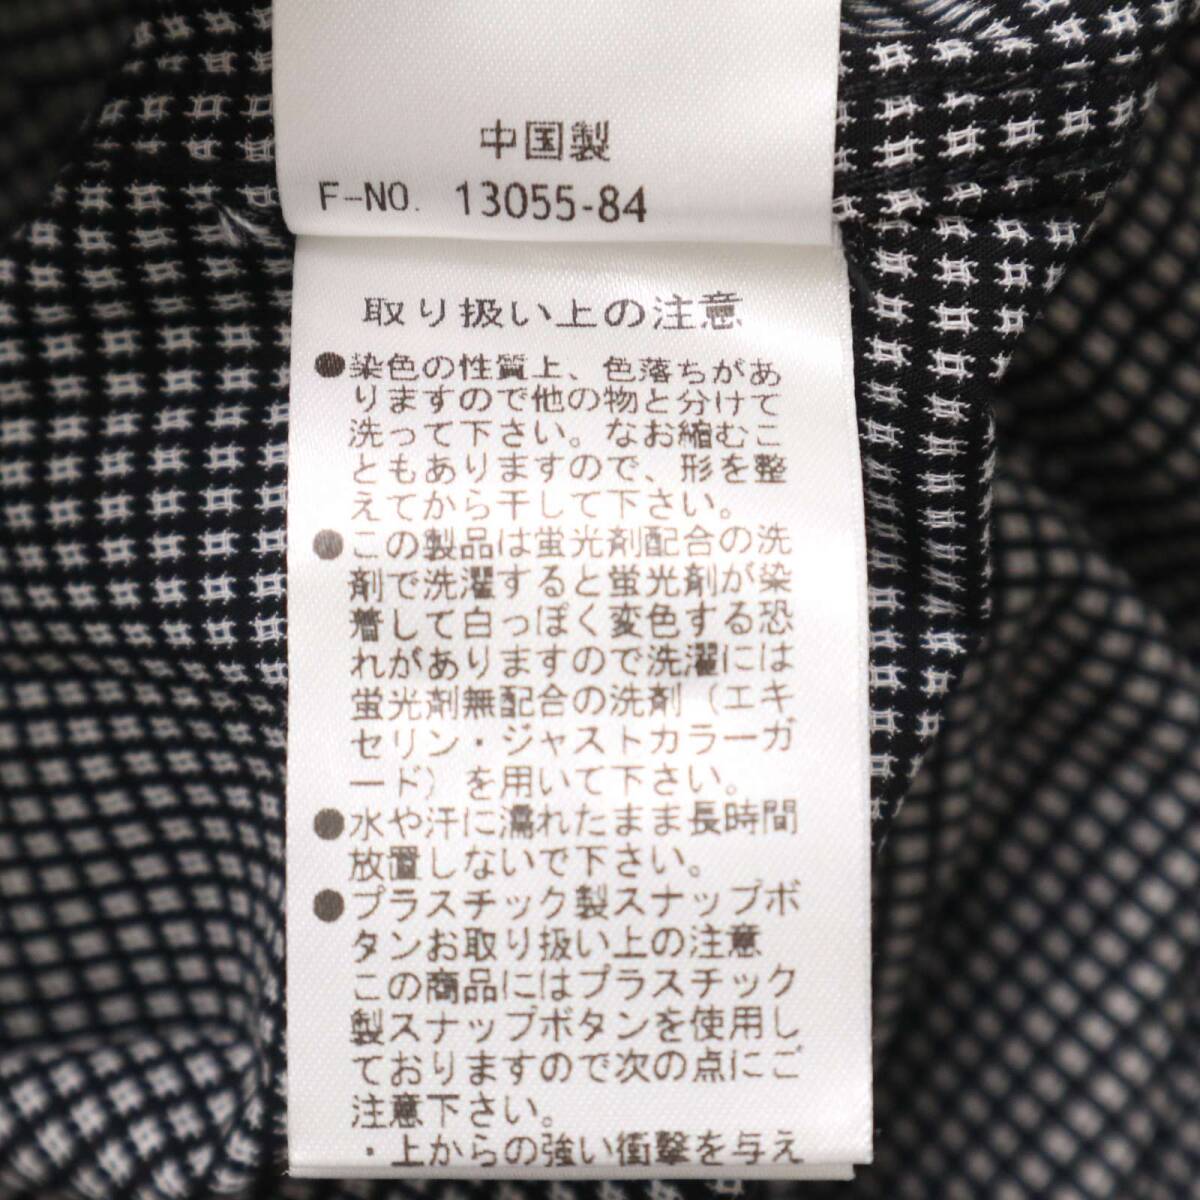 中国製
F-NO. 13055-84
取り扱い上の注意
●染色の性質上、色落ちがあ
りますので他の物と分けて
洗って下さい。なお縮むこ
ともありますので、形を整
えてから干して下さい。
●この製品は蛍光剤配合の洗
剤で洗濯すると蛍光剤が染
着して白っぽく変色する恐
れがありますので洗濯には
蛍光剤無配合の洗剤（エキ
セリン・ジャストカラーガ
ード）を用いて下さい。
●水や汗に濡れたまま長時間
放置しないで下さい。
●プラスチック製スナップボ
タンお取り扱い上の注意
この商品にはプラスチック
製スナップボタンを使用し
ておりますので次の点にご
注意下さい。
・上からの強い衝撃を与え